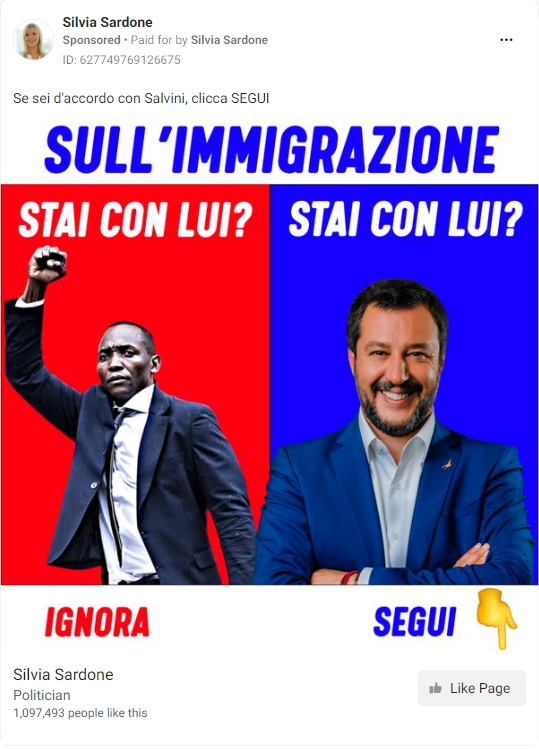 Silvia Sardone
Sponsored • Paid for by Silvia Sardone
ID: 627749769126675
Se sei d'accordo con Salvini, clicca SEGUI
SULL'IMMIGRAZIONE
STAI CON LUI?
STAI CON LUI?
IGNORA
SEGUI
Silvia Sardone
Politician
1,097,493 people like this
Like Page